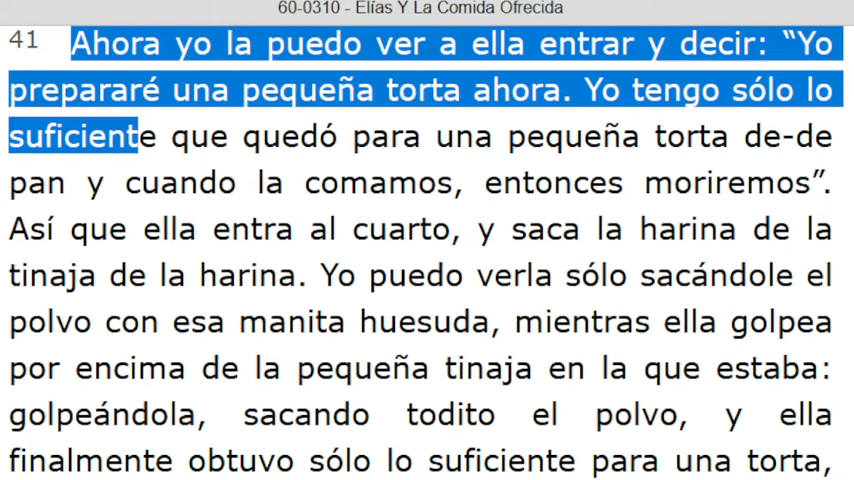 60-0310 - Elías Y La Comida Ofrecida
41 Ahora yo la puedo ver a ella entrar y decir: “Yo
prepararé una pequeña torta ahora. Yo tengo sólo lo
suficiente que quedó para una pequeña torta de-de
pan y cuando la comamos, entonces moriremos”.
Así que ella entra al cuarto, y saca la harina de la
tinaja de la harina. Yo puedo verla sólo sacándole el
polvo con esa manita huesuda, mientras ella golpea
por encima de la pequeña tinaja en la que estaba:
golpeándola, sacando todito el polvo, y ella
finalmente obtuvo sólo lo suficiente para una torta,